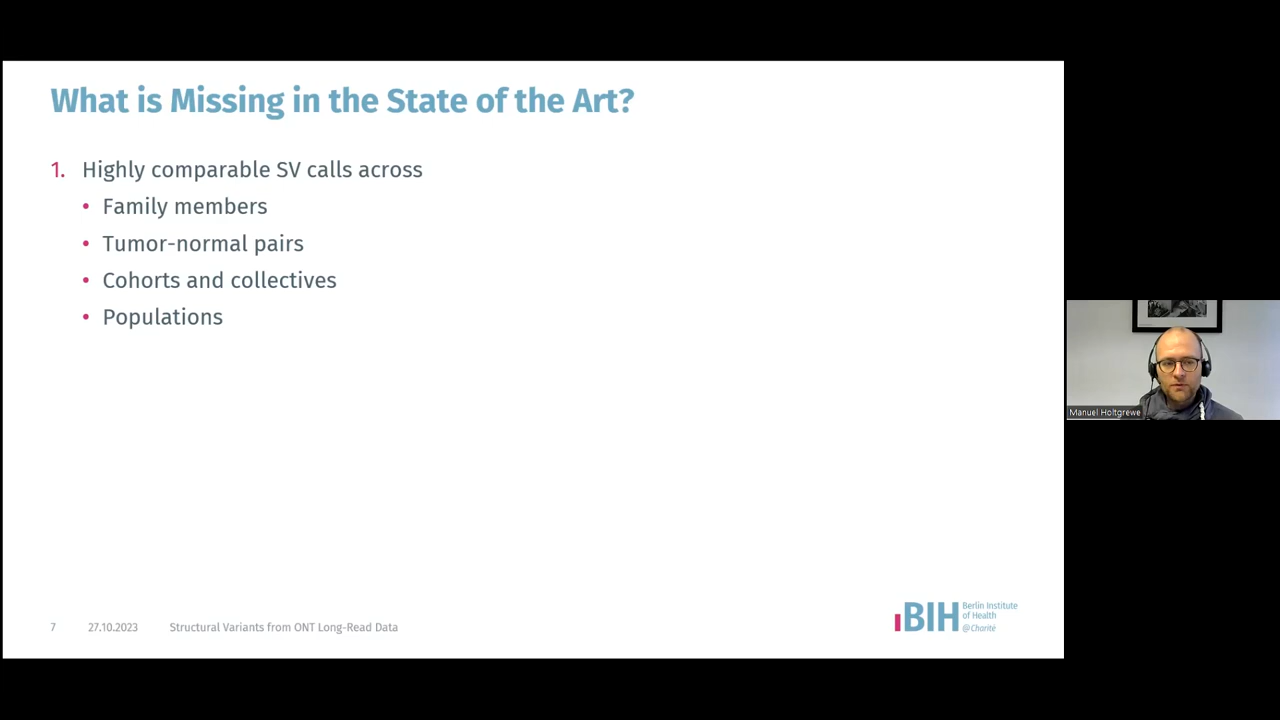 What is Missing in the State of the Art?
1. Highly comparable SV calls across
• Family members
• Tumor-normal pairs
• Cohorts and collectives
• Populations
Manuel Holtgrewe
7 27.10.2023 Structural Variants from ONT Long-Read Data
BIH
Berlin Institute
of Health
@Charité